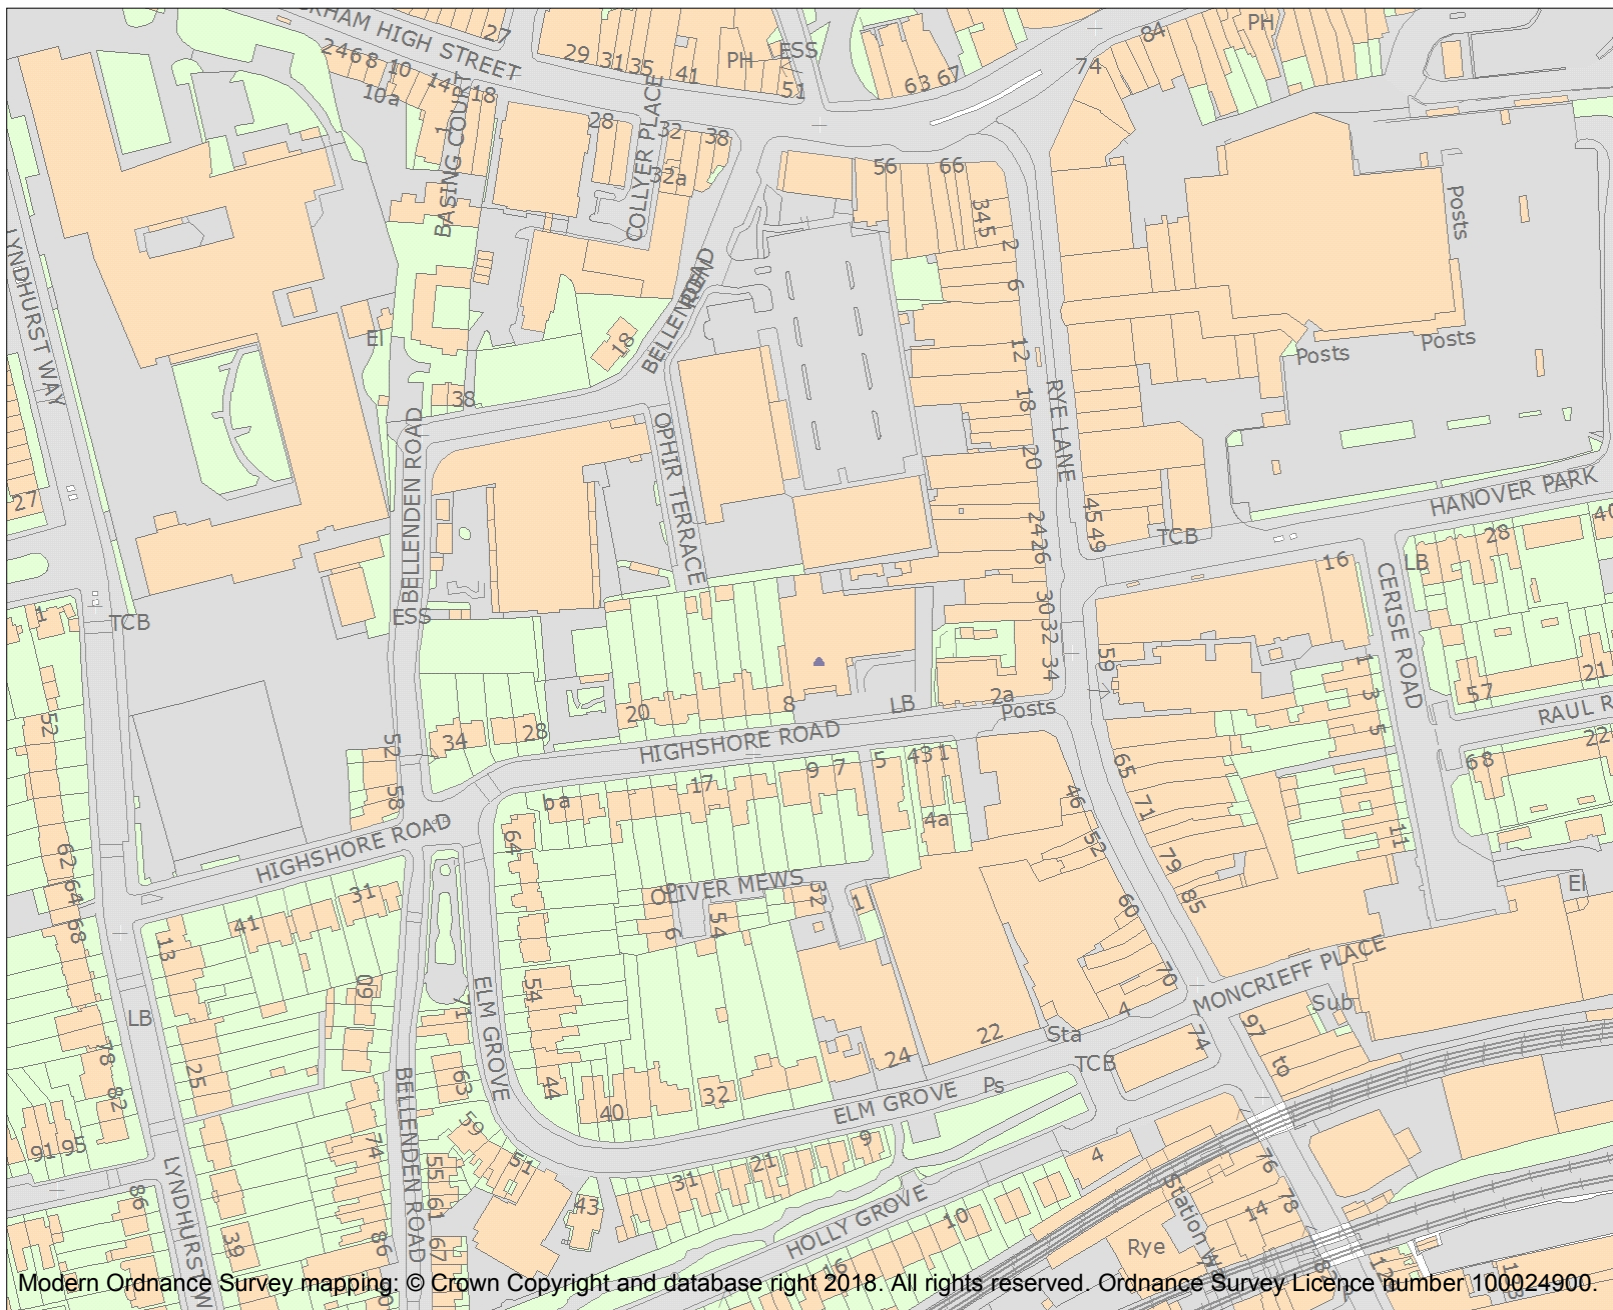 RKHAM HIGH STREET
27
29 31 35 41
PH
ESS
51
63 67
84
PH
74
2 4 6 8 10
10a
14
18
1
BASING COURT
28
COLLYER PLACE
32
38
32a
56
66
3 4 5
2
6
12
18
20
24 26
30 32 34
Posts
Posts
Posts
LYNDHURST WAY
El
BELLENDEN ROAD
18
38
BELLENDEN ROAD
OPHIR TERRACE
RYE LANE
27
45 49
TCB
HANOVER PARK
16
LB
28
40
CERISE ROAD
1
TCB
ESS
59
1 3 5
57
21
RAUL R
52
20
8
LB
2a
Posts
34
28
HIGHSHORE ROAD
52
58
17
9 7 5 4 3 1
4a
b a
65
71
79
85
46
52
60
70
68
22
11
El
62 64 68
HIGHSHORE ROAD
64
OLIVER MEWS
6
54
32
1
41
31
13
60
54
71
ELM GROVE
MONCRIEFF PLACE
Sub
97
to
74
LB
78
82
25
63
44
40
32
24
22
Sta
4
TCB
Ps
ELM GROVE
BELLENDEN ROAD
59
51
91 95
74
55
61
67
43
31
21
9
4
76
78
14
Station W
LYNDHURST W
86
39
86
HOLLY GROVE
10
16
Rye
Modern Ordnance Survey mapping: © Crown Copyright and database right 2018. All rights reserved. Ordnance Survey Licence number 100024900.